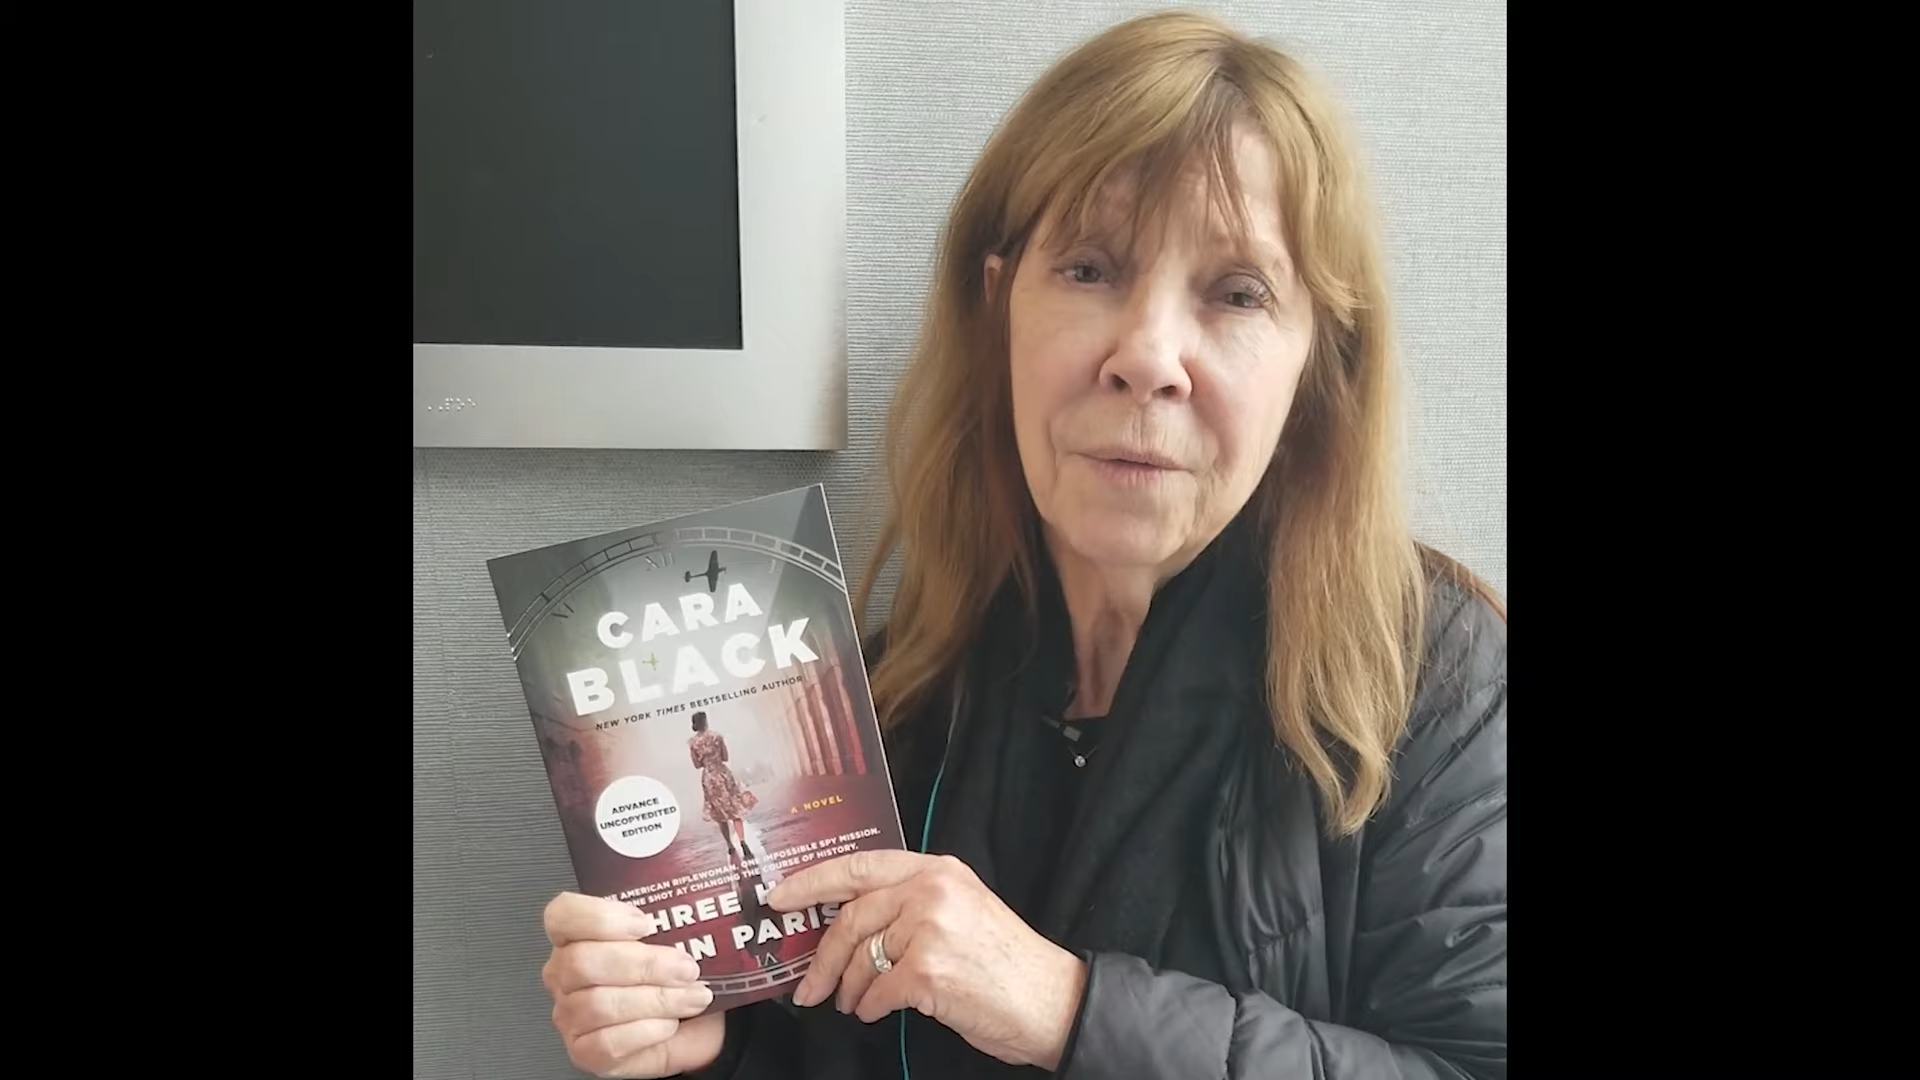 CARA
BLACK
NEW YORK TIMES BESTSELLING AUTHOR
A NOVEL
ADVANCE
UNCOPYEDITED
EDITION
AMERICAN RIFLEWOMAN. ONE IMPOSSIBLE SPY MISSION.
ONE SHOT AT CHANGING THE COURSE OF HISTORY.
HREE H
IN PARIS